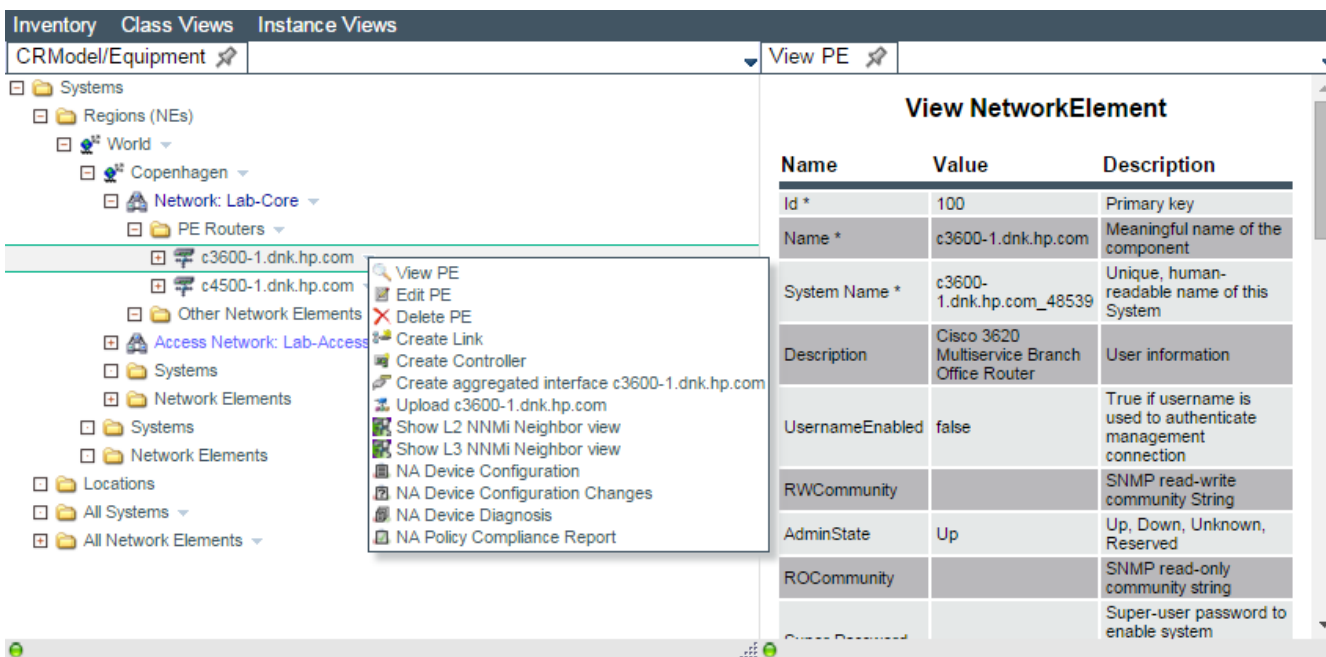 Inventory Class Views Instance Views
CRModel/Equipment
Systems
Regions (NEs)
World
Copenhagen
Network: Lab-Core
PE Routers
c3600-1.dnk.hp.com
c4500-1.dnk.hp.com
Other Network Elements
Access Network: Lab-Access
Systems
Network Elements
Systems
Network Elements
Locations
All Systems
All Network Elements
View PE
Edit PE
Delete PE
Create Link
Create Controller
Create aggregated interface c3600-1.dnk.hp.com
Upload c3600-1.dnk.hp.com
Show L2 NNMi Neighbor view
Show L3 NNMi Neighbor view
NA Device Configuration
NA Device Configuration Changes
NA Device Diagnosis
NA Policy Compliance Report
View PE
View NetworkElement
Name Value Description
Id * 100 Primary key
Name * c3600-1.dnk.hp.com Meaningful name of the
component
System Name * c3600-
1.dnk.hp.com_48539
Unique, human-
readable name of this
System
Description
Cisco 3620
Multiservice Branch
Office Router
User information
UsernameEnabled false
True if username is
used to authenticate
management
connection
RWCommunity
SNMP read-write
community String
AdminState Up
Up, Down, Unknown,
Reserved
ROCommunity
SNMP read-only
community string
Super-user password to
enable system